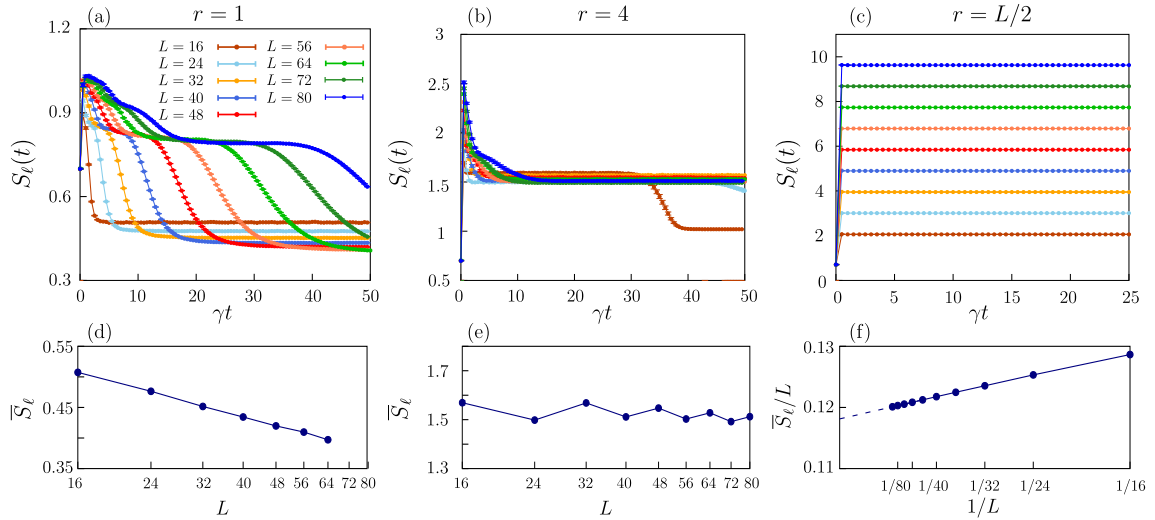 (a) r = 1
(b) r = 4
(c) r = L/2
1.2
0.9
0.6
0.3
S_ℓ(t)
0 10 20 30 40 50
γt
L = 16
L = 24
L = 32
L = 40
L = 48
L = 56
L = 64
L = 72
L = 80
3
2.5
2
1.5
1
0.5
S_ℓ(t)
0 10 20 30 40 50
γt
10
8
6
4
2
0
S_ℓ(t)
0 5 10 15 20 25
γt
(d)
0.55
0.45
0.35
S̅_ℓ
16 24 32 40 48 56 64 72 80
L
(e)
1.7
1.5
1.3
S̅_ℓ
16 24 32 40 48 56 64 72 80
L
(f)
0.13
0.12
0.11
S̅_ℓ/L
1/80 1/40 1/32 1/24 1/16
1/L